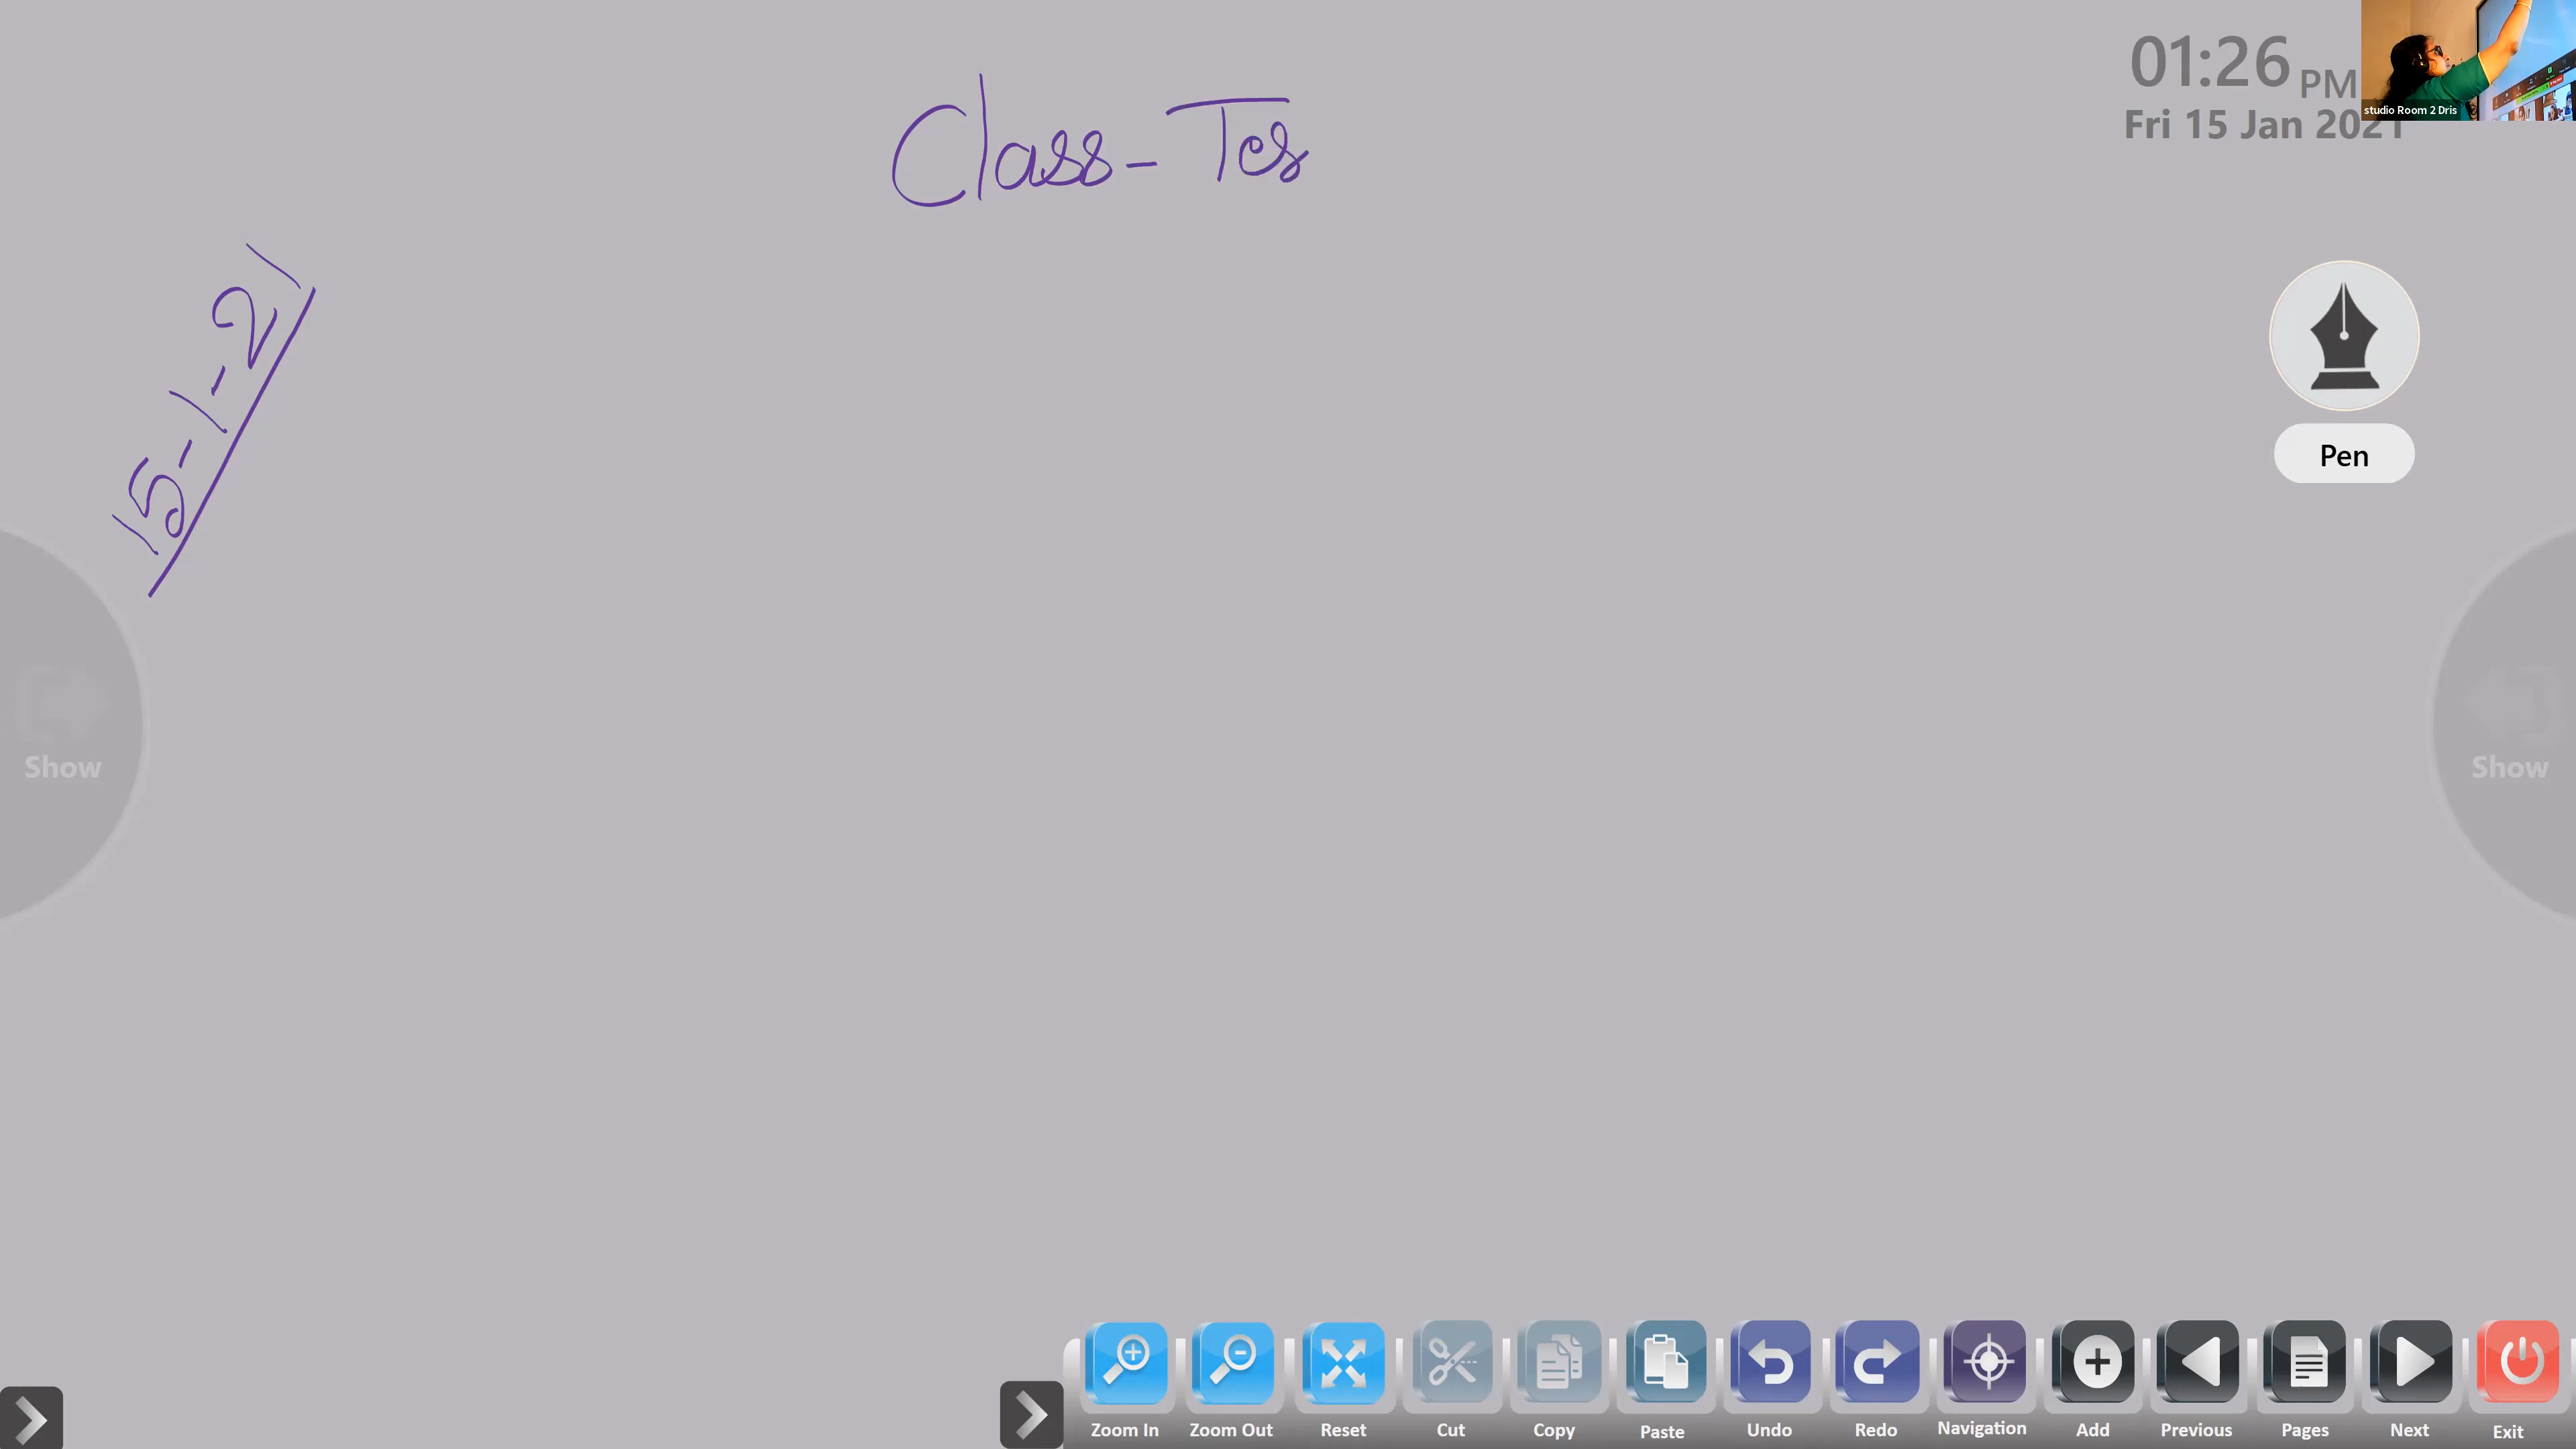 01:26 PM
Fri 15 Jan 2021
studio Room 2 Dris
Class-Tes
15-1-21
Pen
Show
Show
Zoom In
Zoom Out
Reset
Cut
Copy
Paste
Undo
Redo
Navigation
Add
Previous
Pages
Next
Exit